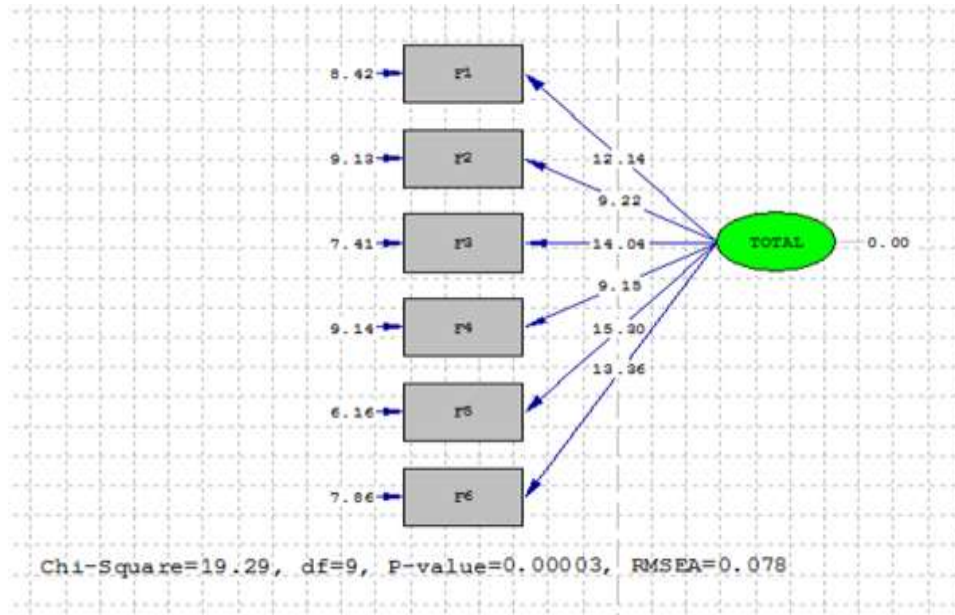 8.42 F1
12.14
9.13 F2
9.22
7.41 F3 14.04 TOTAL 0.00
9.15
9.14 F4 15.30
13.36
6.16 F5
7.86 F6
Chi-Square=19.29, df=9, P-value=0.00003, RMSEA=0.078